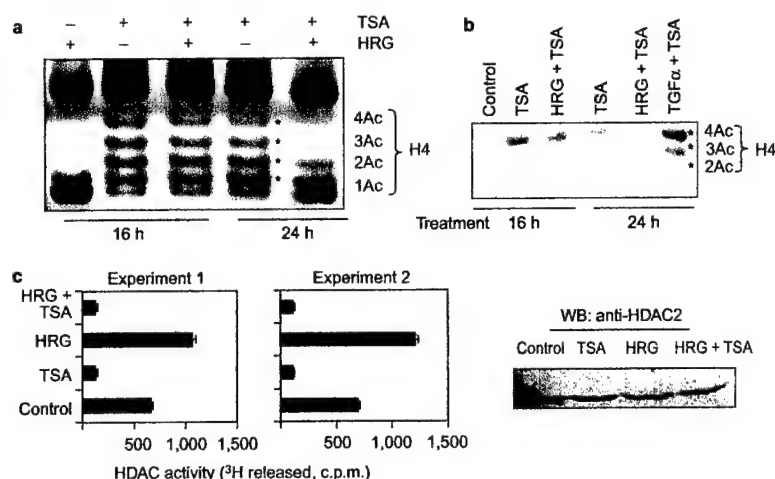 a
– + + + + TSA
+ – + – + HRG
4Ac
3Ac
2Ac
1Ac
H4
16 h
24 h
b
Control
TSA
HRG + TSA
TSA
HRG + TSA
TGFα + TSA
4Ac
3Ac
2Ac
H4
Treatment
16 h
24 h
c
Experiment 1
Experiment 2
HRG +
TSA
HRG
TSA
Control
500 1,000 1,500
500 1,000 1,500
HDAC activity (³H released, c.p.m.)
WB: anti-HDAC2
Control TSA HRG HRG + TSA